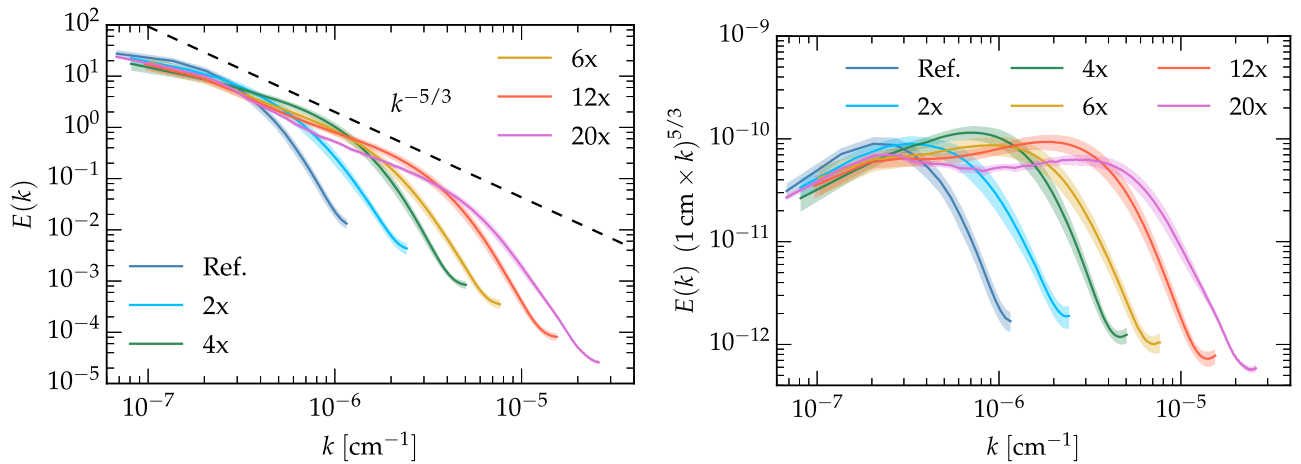 10^2
10^1
10^0
10^-1
10^-2
10^-3
10^-4
10^-5
E(k)
6x
12x
20x
k^-5/3
Ref.
2x
4x
10^-7
10^-6
10^-5
k [cm^-1]
10^-9
10^-10
10^-11
10^-12
E(k) (1 cm × k)^5/3
Ref.
4x
12x
2x
6x
20x
10^-7
10^-6
10^-5
k [cm^-1]